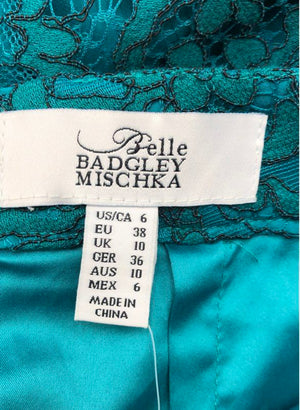 Belle
BADGLEY
MISCHKA
US/CA 6
EU 38
UK 10
GER 36
AUS 10
MEX 6
MADE IN
CHINA